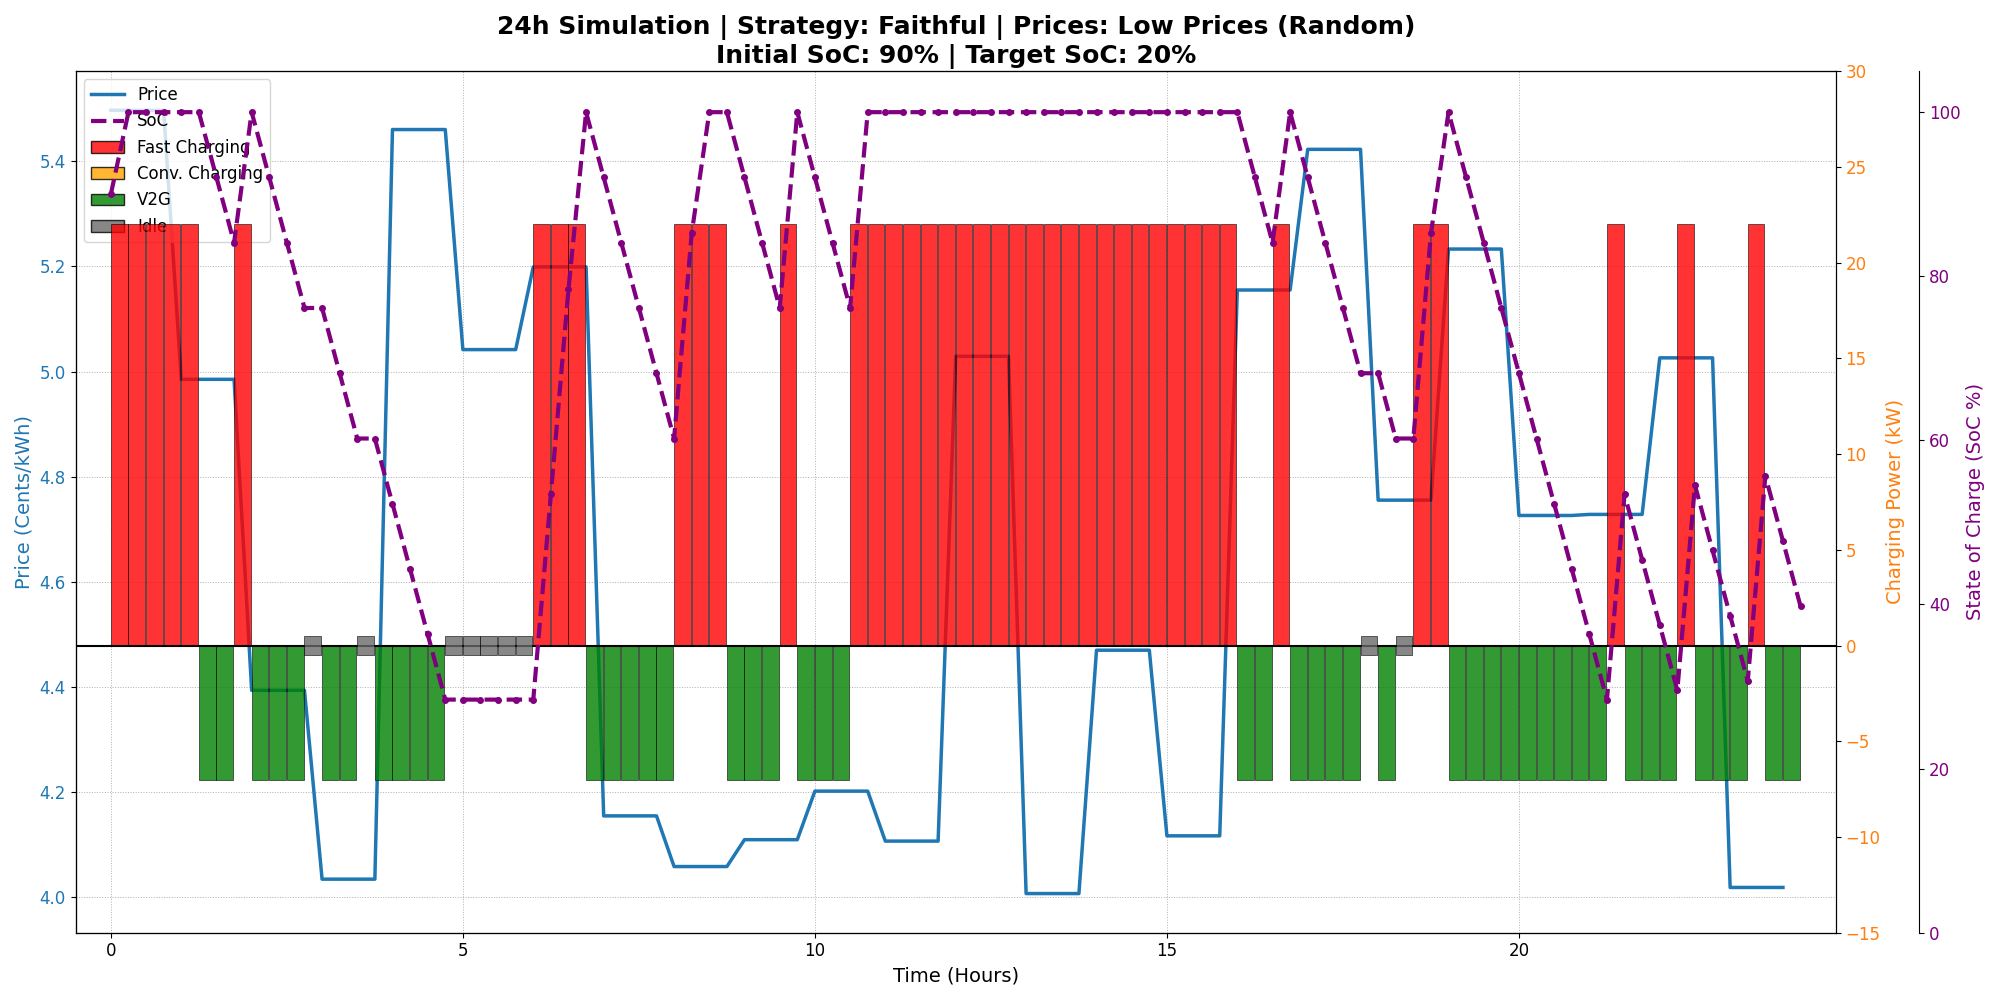 24h Simulation | Strategy: Faithful | Prices: Low Prices (Random)
Initial SoC: 90% | Target SoC: 20%
Price
SoC
Fast Charging
Conv. Charging
V2G
Idle
Price (Cents/kWh)
5.4
5.2
5.0
4.8
4.6
4.4
4.2
4.0
0
5
10
15
20
Time (Hours)
30
25
20
15
10
5
0
−5
−10
−15
Charging Power (kW)
100
80
60
40
20
0
State of Charge (SoC %)